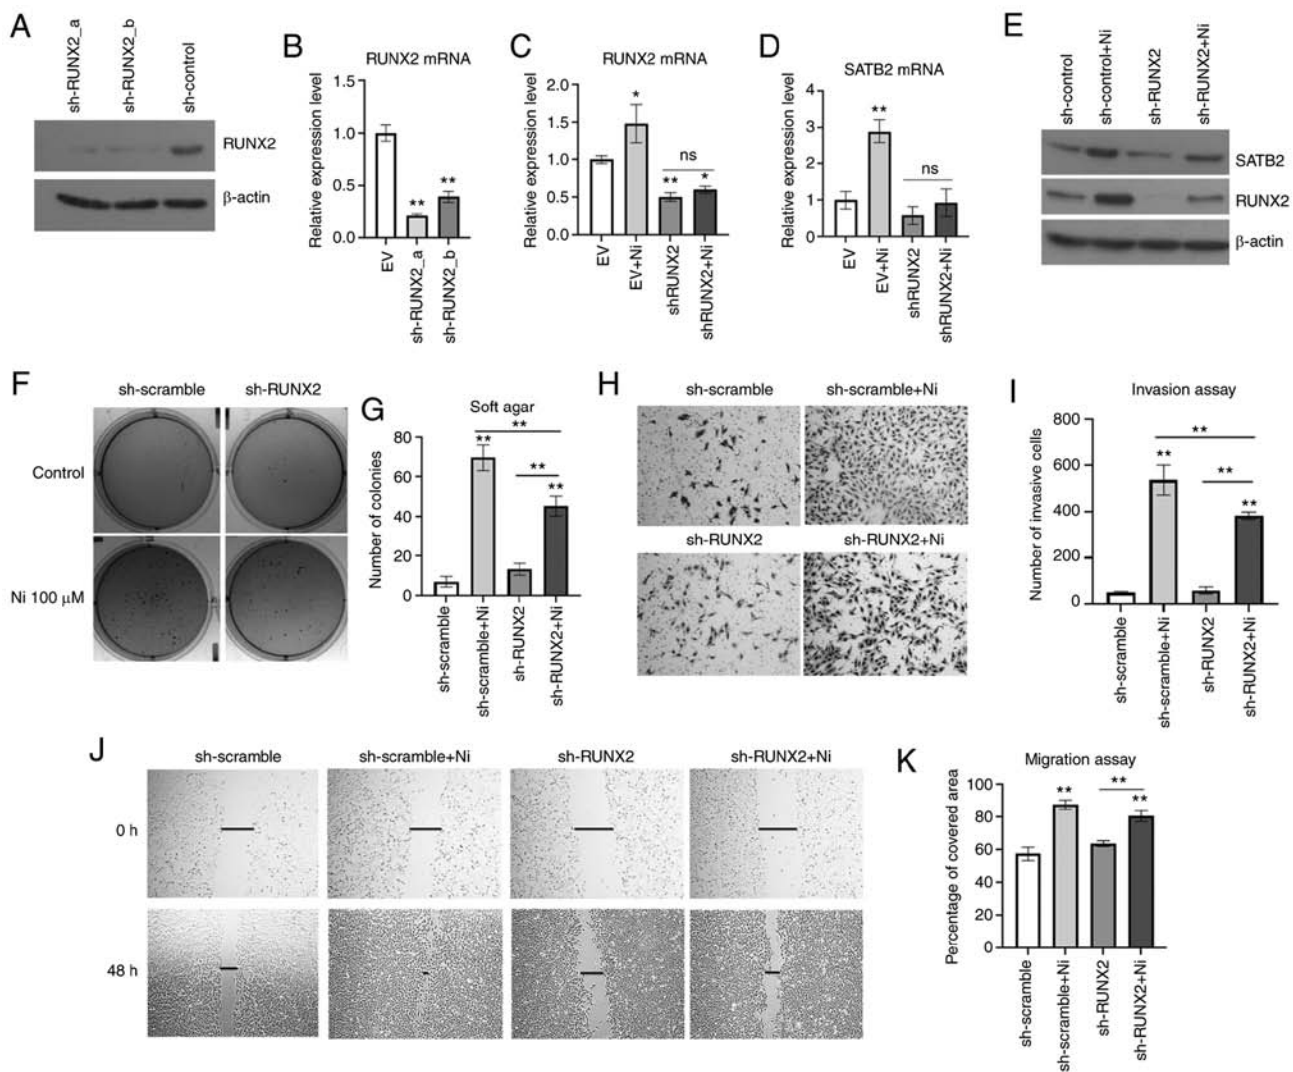 A
sh-RUNX2_a
sh-RUNX2_b
sh-control
RUNX2
β-actin
B
RUNX2 mRNA
Relative expression level
1.5
1.0
0.5
0.0
**
**
EV
sh-RUNX2_a
sh-RUNX2_b
C
RUNX2 mRNA
Relative expression level
2.0
1.5
1.0
0.5
0.0
*
ns
**
*
EV
EV+Ni
shRUNX2
shRUNX2+Ni
D
SATB2 mRNA
Relative expression level
4
3
2
1
0
**
ns
EV
EV+Ni
shRUNX2
shRUNX2+Ni
E
sh-control
sh-control+Ni
sh-RUNX2
sh-RUNX2+Ni
SATB2
RUNX2
β-actin
F
sh-scramble sh-RUNX2
Control
Ni 100 µM
G
Soft agar
Number of colonies
80
60
40
20
0
**
**
**
**
sh-scramble
sh-scramble+Ni
sh-RUNX2
sh-RUNX2+Ni
H
sh-scramble sh-scramble+Ni
sh-RUNX2 sh-RUNX2+Ni
I
Invasion assay
Number of invasive cells
800
600
400
200
0
**
**
**
**
sh-scramble
sh-scramble+Ni
sh-RUNX2
sh-RUNX2+Ni
J
sh-scramble sh-scramble+Ni sh-RUNX2 sh-RUNX2+Ni
0 h
48 h
K
Migration assay
Percentage of covered area
100
80
60
40
20
0
**
**
**
sh-scramble
sh-scramble+Ni
sh-RUNX2
sh-RUNX2+Ni